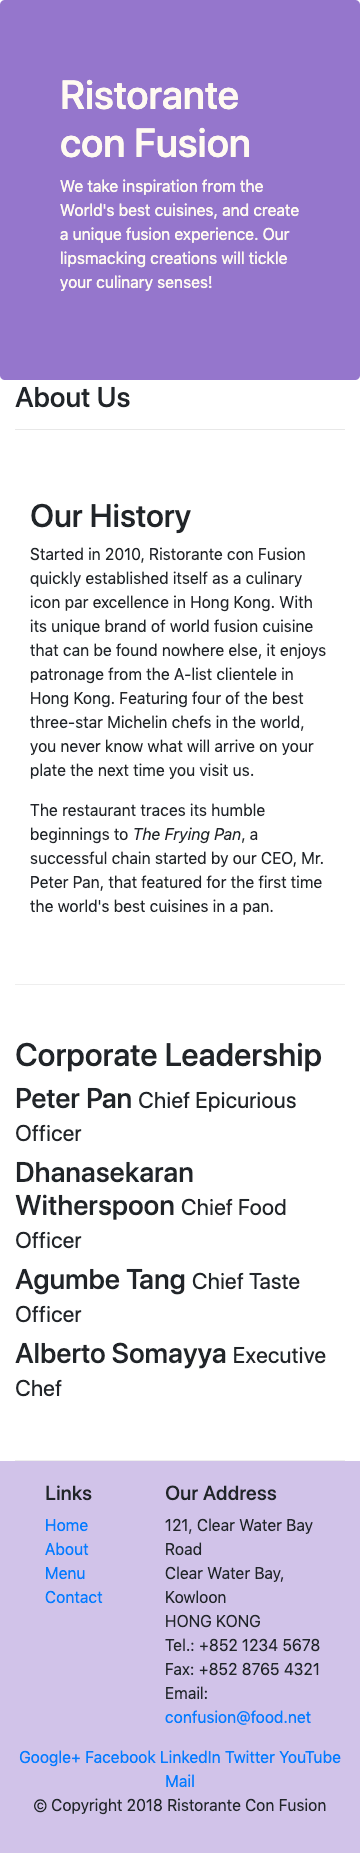 Ristorante
con Fusion
We take inspiration from the
World's best cuisines, and create
a unique fusion experience. Our
lipsmacking creations will tickle
your culinary senses!
About Us
Our History
Started in 2010, Ristorante con Fusion
quickly established itself as a culinary
icon par excellence in Hong Kong. With
its unique brand of world fusion cuisine
that can be found nowhere else, it enjoys
patronage from the A-list clientele in
Hong Kong. Featuring four of the best
three-star Michelin chefs in the world,
you never know what will arrive on your
plate the next time you visit us.
The restaurant traces its humble
beginnings to The Frying Pan, a
successful chain started by our CEO, Mr.
Peter Pan, that featured for the first time
the world's best cuisines in a pan.
Corporate Leadership
Peter Pan Chief Epicurious
Officer
Dhanasekaran
Witherspoon Chief Food
Officer
Agumbe Tang Chief Taste
Officer
Alberto Somayya Executive
Chef
Links
Home
About
Menu
Contact
Our Address
121, Clear Water Bay
Road
Clear Water Bay,
Kowloon
HONG KONG
Tel.: +852 1234 5678
Fax: +852 8765 4321
Email:
confusion@food.net
Google+ Facebook LinkedIn Twitter YouTube
Mail
© Copyright 2018 Ristorante Con Fusion